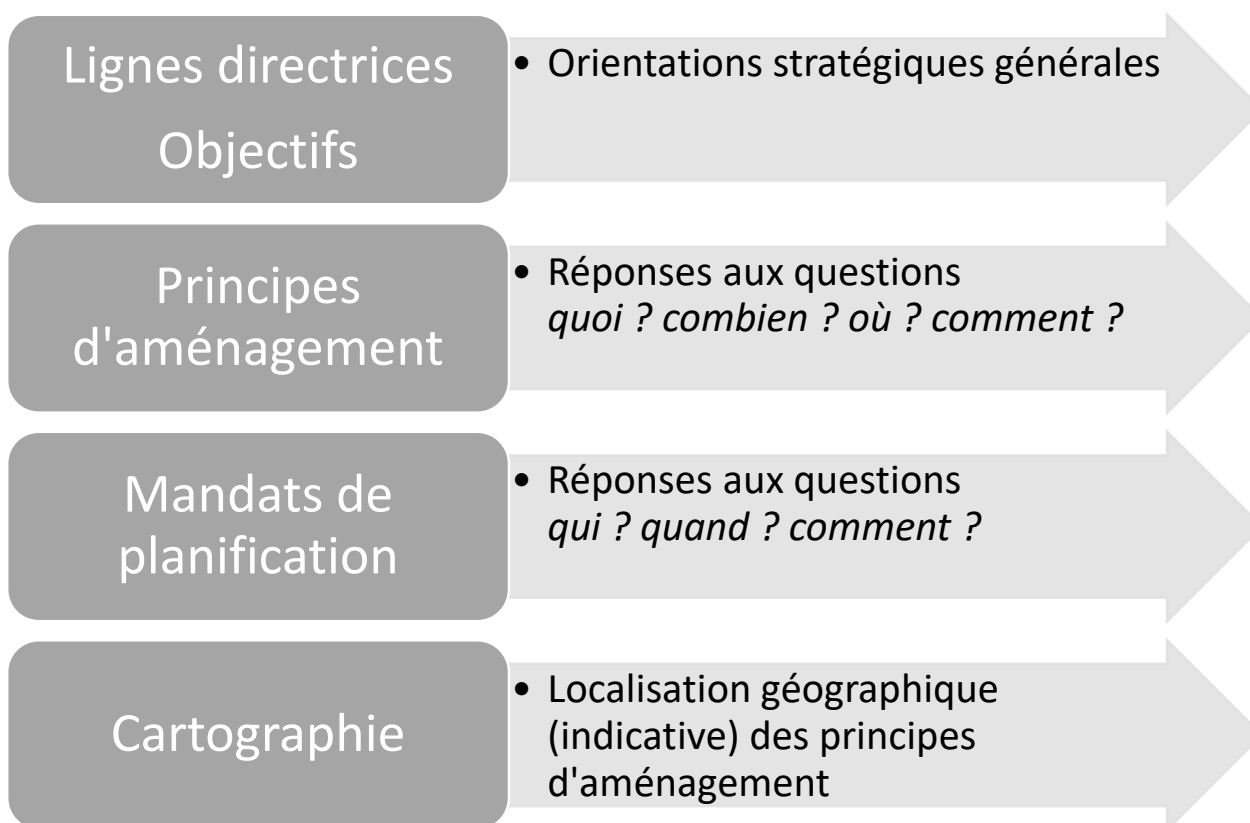 Lignes directrices
Objectifs
• Orientations stratégiques générales
Principes
d'aménagement
• Réponses aux questions
quoi ? combien ? où ? comment ?
Mandats de
planification
• Réponses aux questions
qui ? quand ? comment ?
Cartographie
• Localisation géographique
(indicative) des principes
d'aménagement